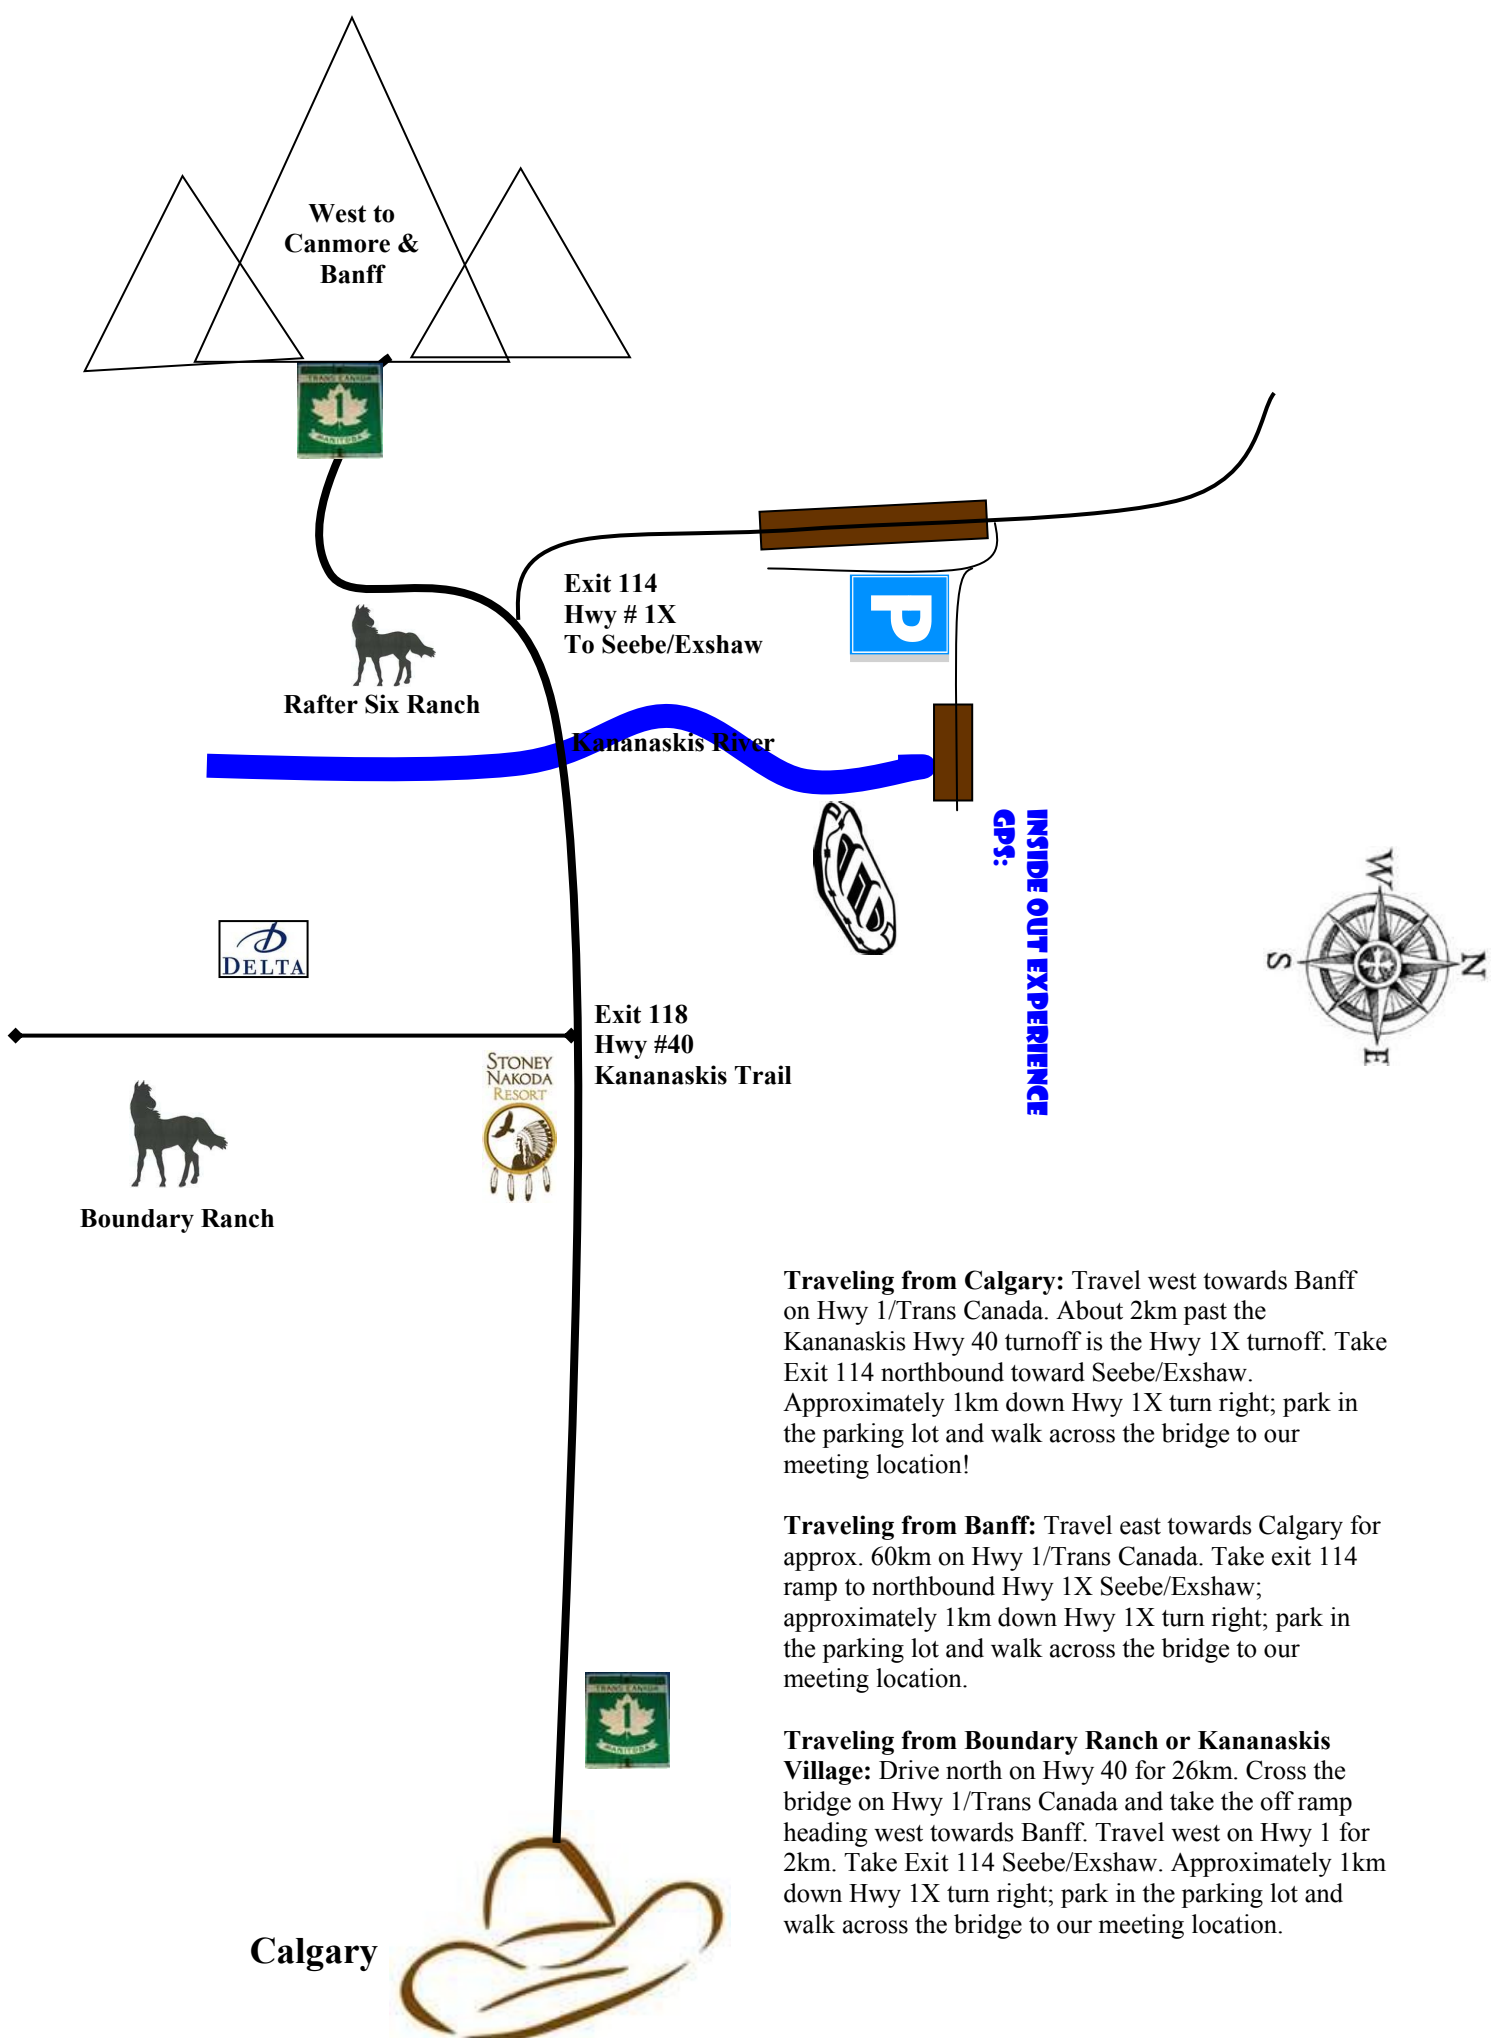 West to
Canmore &
Banff
TRANS CANADA
1
MANITOBA
Exit 114
Hwy # 1X
To Seebe/Exshaw
P
Rafter Six Ranch
Kananaskis River
INSIDE OUT EXPERIENCE
GPS:
W
N
S
E
DELTA
Exit 118
Hwy #40
Kananaskis Trail
STONEY
NAKODA
RESORT
Boundary Ranch
Traveling from Calgary: Travel west towards Banff
on Hwy 1/Trans Canada. About 2km past the
Kananaskis Hwy 40 turnoff is the Hwy 1X turnoff. Take
Exit 114 northbound toward Seebe/Exshaw.
Approximately 1km down Hwy 1X turn right; park in
the parking lot and walk across the bridge to our
meeting location!
Traveling from Banff: Travel east towards Calgary for
approx. 60km on Hwy 1/Trans Canada. Take exit 114
ramp to northbound Hwy 1X Seebe/Exshaw;
approximately 1km down Hwy 1X turn right; park in
the parking lot and walk across the bridge to our
meeting location.
Traveling from Boundary Ranch or Kananaskis
Village: Drive north on Hwy 40 for 26km. Cross the
bridge on Hwy 1/Trans Canada and take the off ramp
heading west towards Banff. Travel west on Hwy 1 for
2km. Take Exit 114 Seebe/Exshaw. Approximately 1km
down Hwy 1X turn right; park in the parking lot and
walk across the bridge to our meeting location.
TRANS CANADA
1
MANITOBA
Calgary